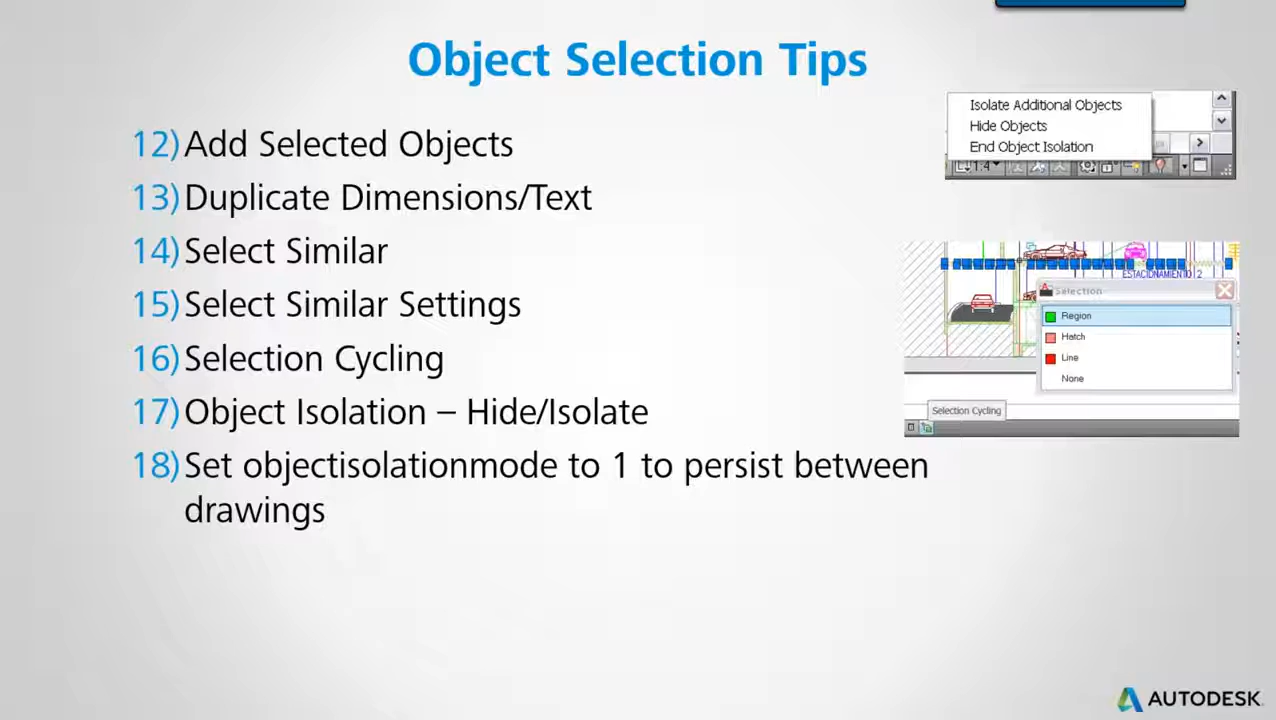 Object Selection Tips
12) Add Selected Objects
13) Duplicate Dimensions/Text
14) Select Similar
15) Select Similar Settings
16) Selection Cycling
17) Object Isolation – Hide/Isolate
18) Set objectisolationmode to 1 to persist between
drawings
Isolate Additional Objects
Hide Objects
End Object Isolation
1:4
ESTACIONAMIENTO 2
Selection
Region
Hatch
Line
None
Selection Cycling
AUTODESK